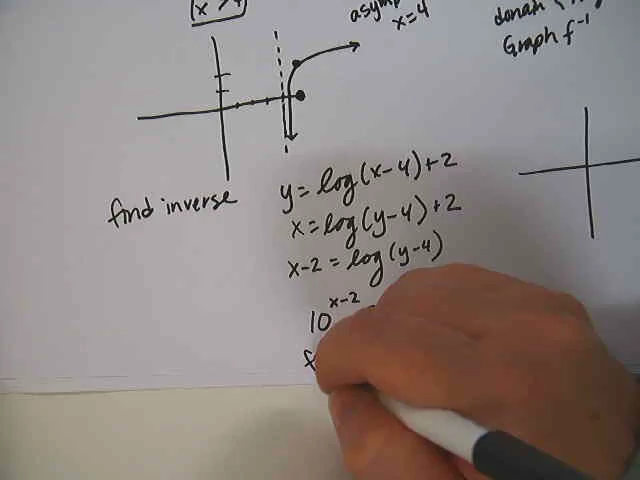 asymp
x=4
Graph f⁻¹
find inverse
y = log(x-4)+2
x = log(y-4)+2
x-2 = log(y-4)
10^(x-2)
f